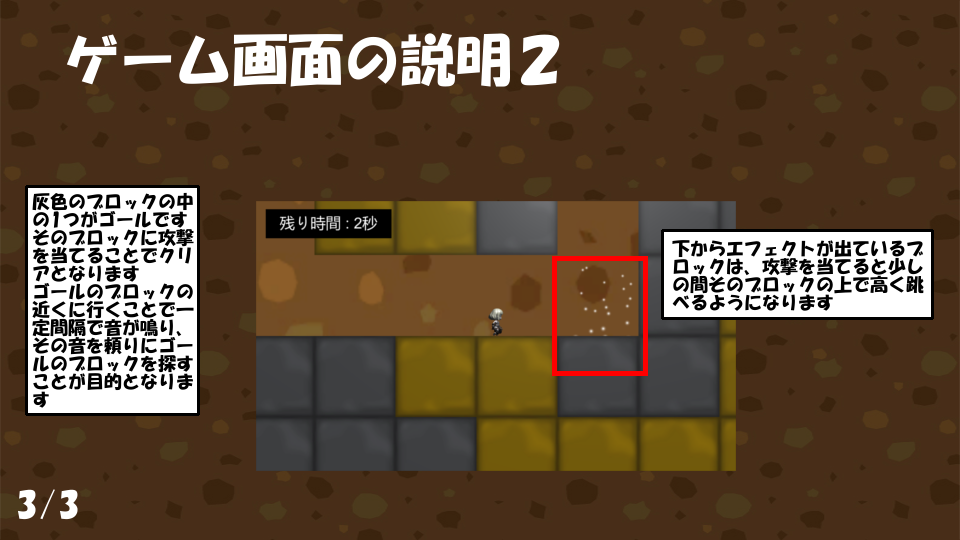 ゲーム画面の説明２
灰色のブロックの中
の1つがゴールです
そのブロックに攻撃
を当てることでクリ
アとなります
ゴールのブロックの
近くに行くことで一
定間隔で音が鳴り、
その音を頼りにゴー
ルのブロックを探す
ことが目的となりま
す
残り時間 : 2秒
下からエフェクトが出ているブ
ロックは、攻撃を当てると少し
の間そのブロックの上で高く跳
べるようになります
3/3